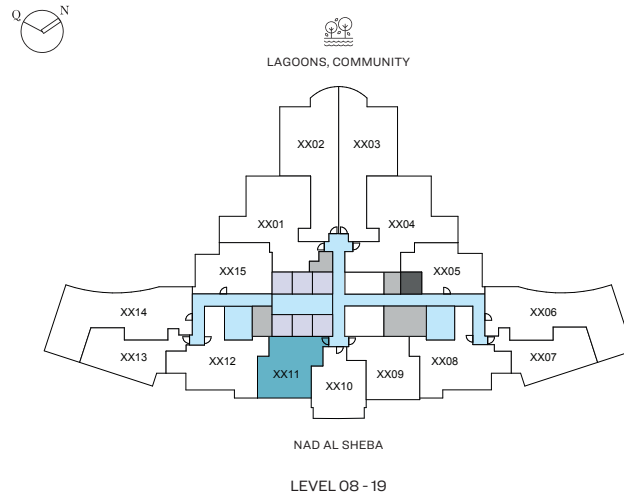 Q N
LAGOONS, COMMUNITY
XX02 XX03
XX01 XX04
XX15 XX05
XX14 XX06
XX13 XX12 XX08 XX07
XX11 XX10 XX09
NAD AL SHEBA
LEVEL 08 - 19